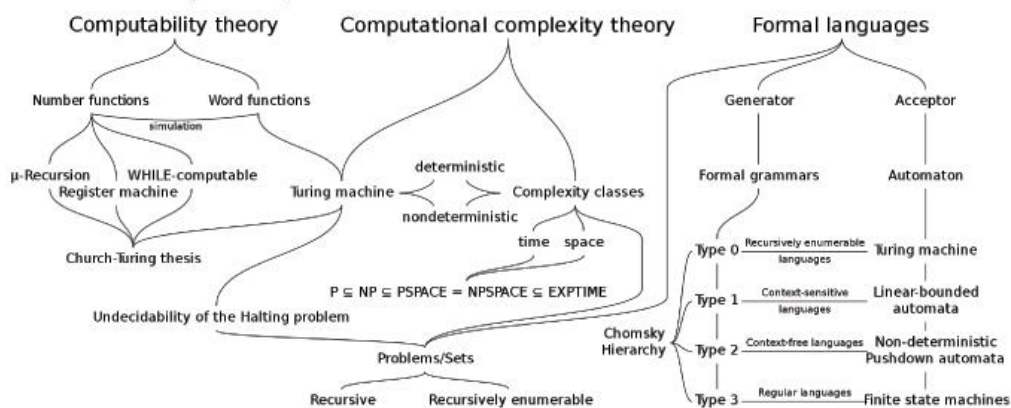 Computability theory
Computational complexity theory
Formal languages
Number functions
Word functions
Generator
Acceptor
simulation
deterministic
μ-Recursion
WHILE-computable
Register machine
Turing machine
Complexity classes
Formal grammars
Automaton
nondeterministic
time
space
Church-Turing thesis
Type 0
Recursively enumerable
languages
Turing machine
P ⊆ NP ⊆ PSPACE = NPSPACE ⊆ EXPTIME
Type 1
Context-sensitive
languages
Linear-bounded
automata
Undecidability of the Halting problem
Chomsky
Hierarchy
Type 2
Context-free languages
Non-deterministic
Pushdown automata
Problems/Sets
Recursive
Recursively enumerable
Type 3
Regular languages
Finite state machines